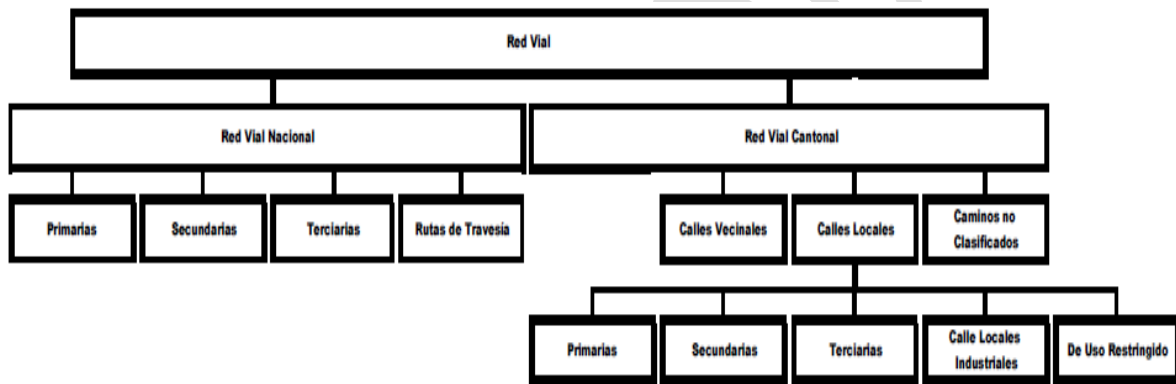 Red Vial
Red Vial Nacional
Red Vial Cantonal
Primarias
Secundarias
Terciarias
Rutas de Travesía
Calles Vecinales
Calles Locales
Caminos no
Clasificados
Primarias
Secundarias
Terciarias
Calle Locales
Industriales
De Uso Restringido